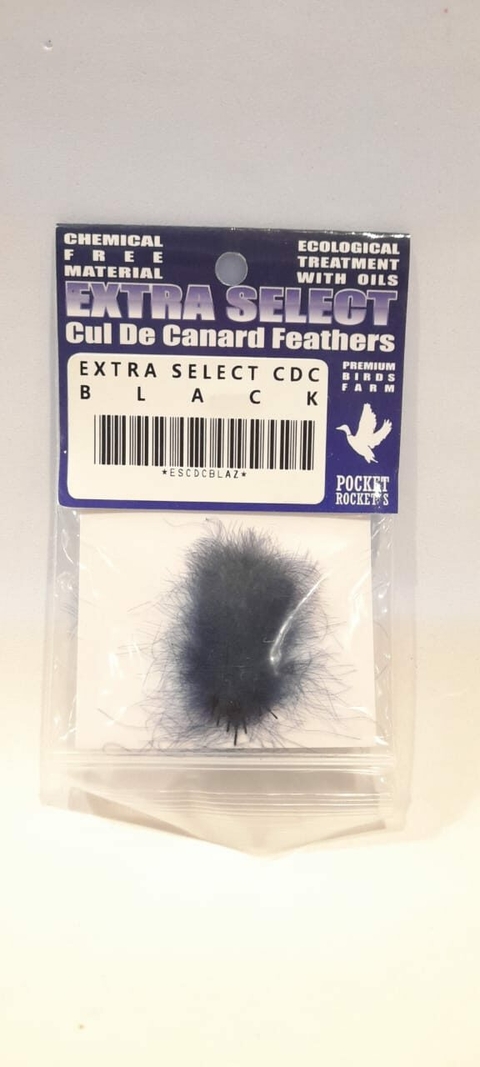 CHEMICAL
FREE
MATERIAL
ECOLOGICAL
TREATMENT
WITH OILS
EXTRA SELECT
Cul De Canard Feathers
EXTRA SELECT CDC
BLACK
*ESCDCBLAZ*
PREMIUM
BIRDS
FARM
POCKET
ROCKET'S